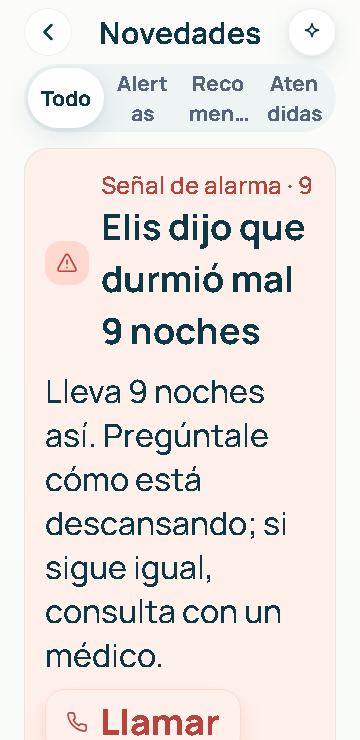 Novedades
Todo
Alert
as
Reco
men...
Aten
didas
Señal de alarma · 9
Elis dijo que
durmió mal
9 noches
Lleva 9 noches
así. Pregúntale
cómo está
descansando; si
sigue igual,
consulta con un
médico.
Llamar